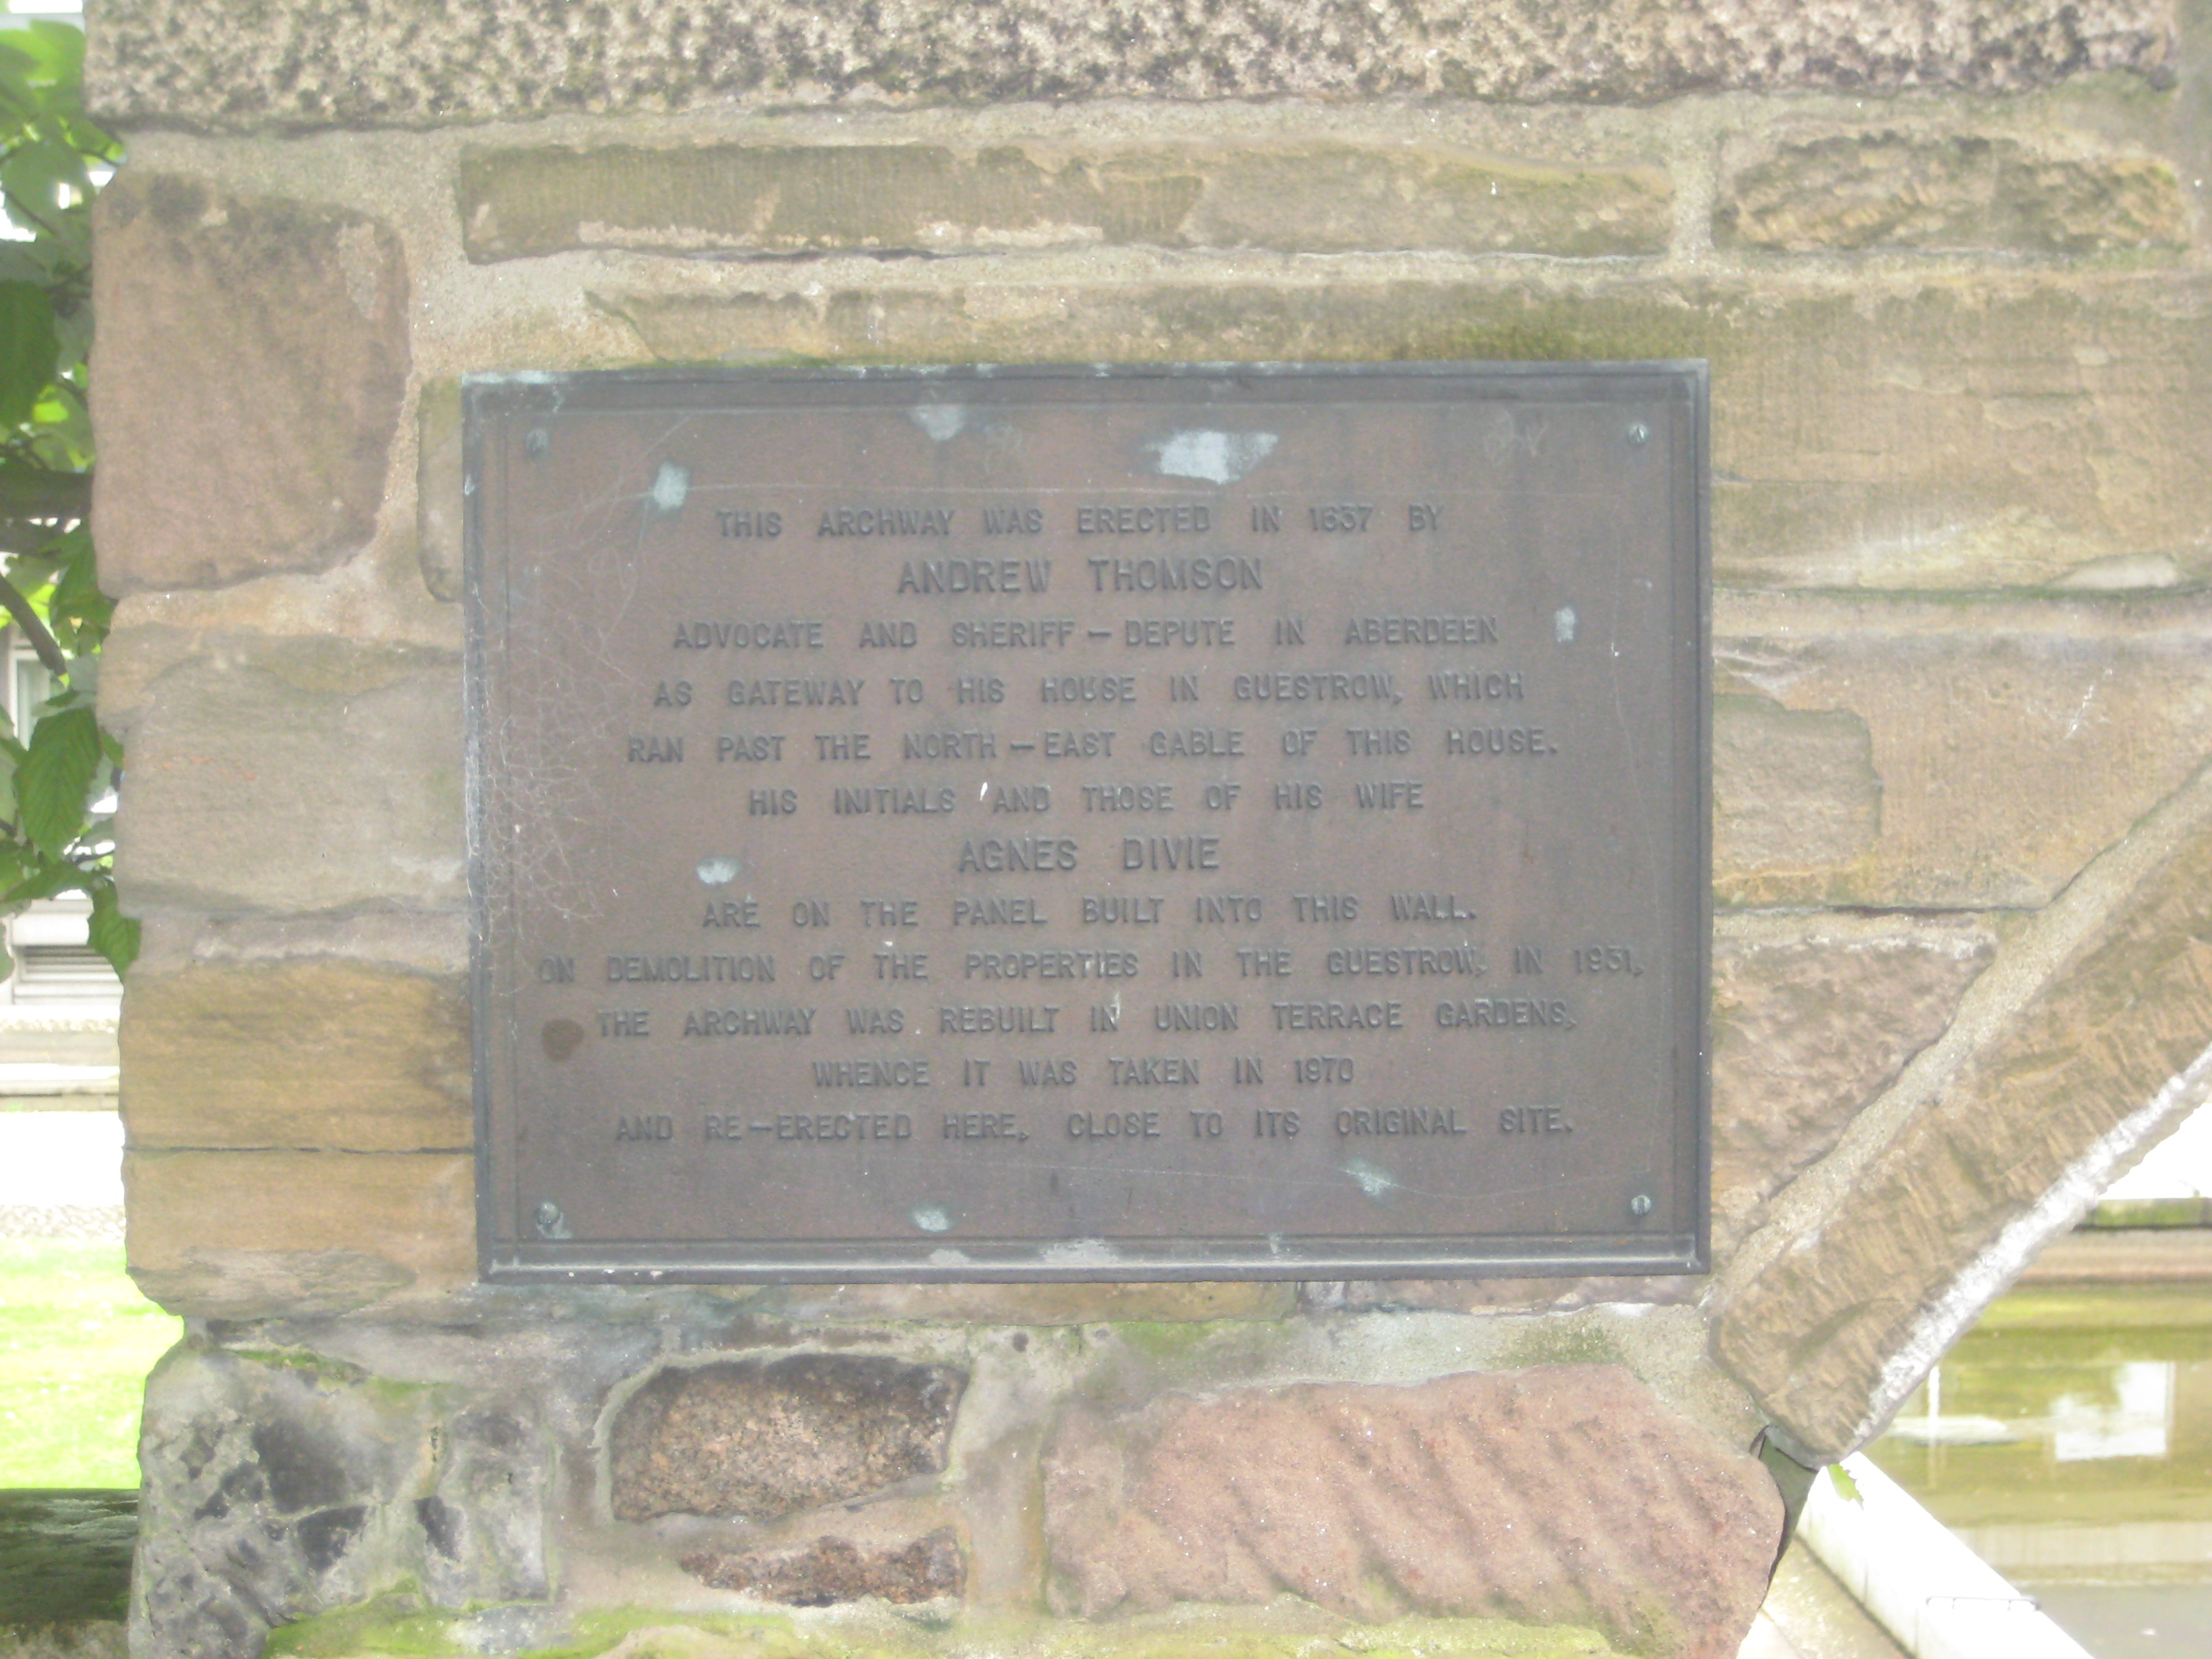 THIS ARCHWAY WAS ERECTED IN 1637 BY
ANDREW THOMSON
ADVOCATE AND SHERIFF – DEPUTE IN ABERDEEN
AS GATEWAY TO HIS HOUSE IN GUESTROW, WHICH
RAN PAST THE NORTH – EAST GABLE OF THIS HOUSE.
HIS INITIALS AND THOSE OF HIS WIFE
AGNES DIVIE
ARE ON THE PANEL BUILT INTO THIS WALL.
ON DEMOLITION OF THE PROPERTIES IN THE GUESTROW, IN 1931,
THE ARCHWAY WAS REBUILT IN UNION TERRACE GARDENS,
WHENCE IT WAS TAKEN IN 1970
AND RE–ERECTED HERE, CLOSE TO ITS ORIGINAL SITE.